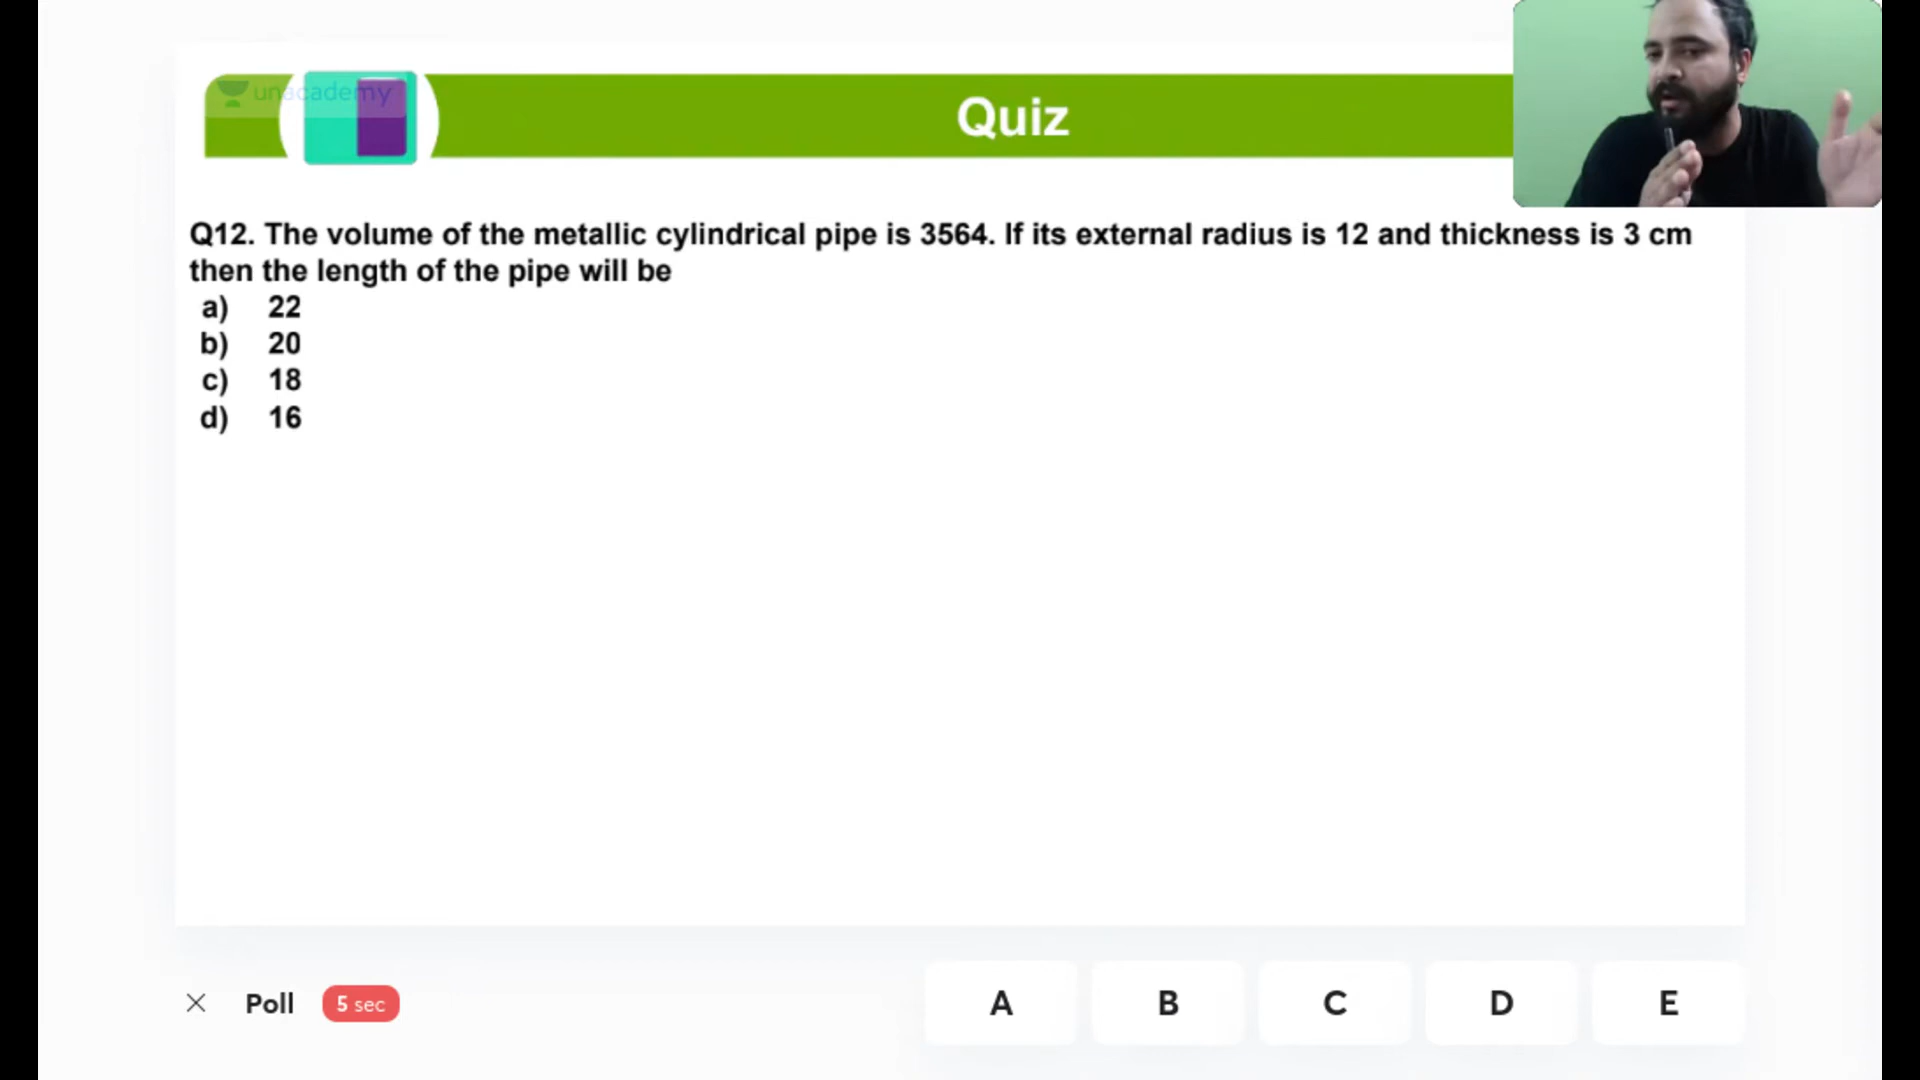 unacademy
Quiz
Q12. The volume of the metallic cylindrical pipe is 3564. If its external radius is 12 and thickness is 3 cm
then the length of the pipe will be
a) 22
b) 20
c) 18
d) 16
Poll 5 sec A B C D E